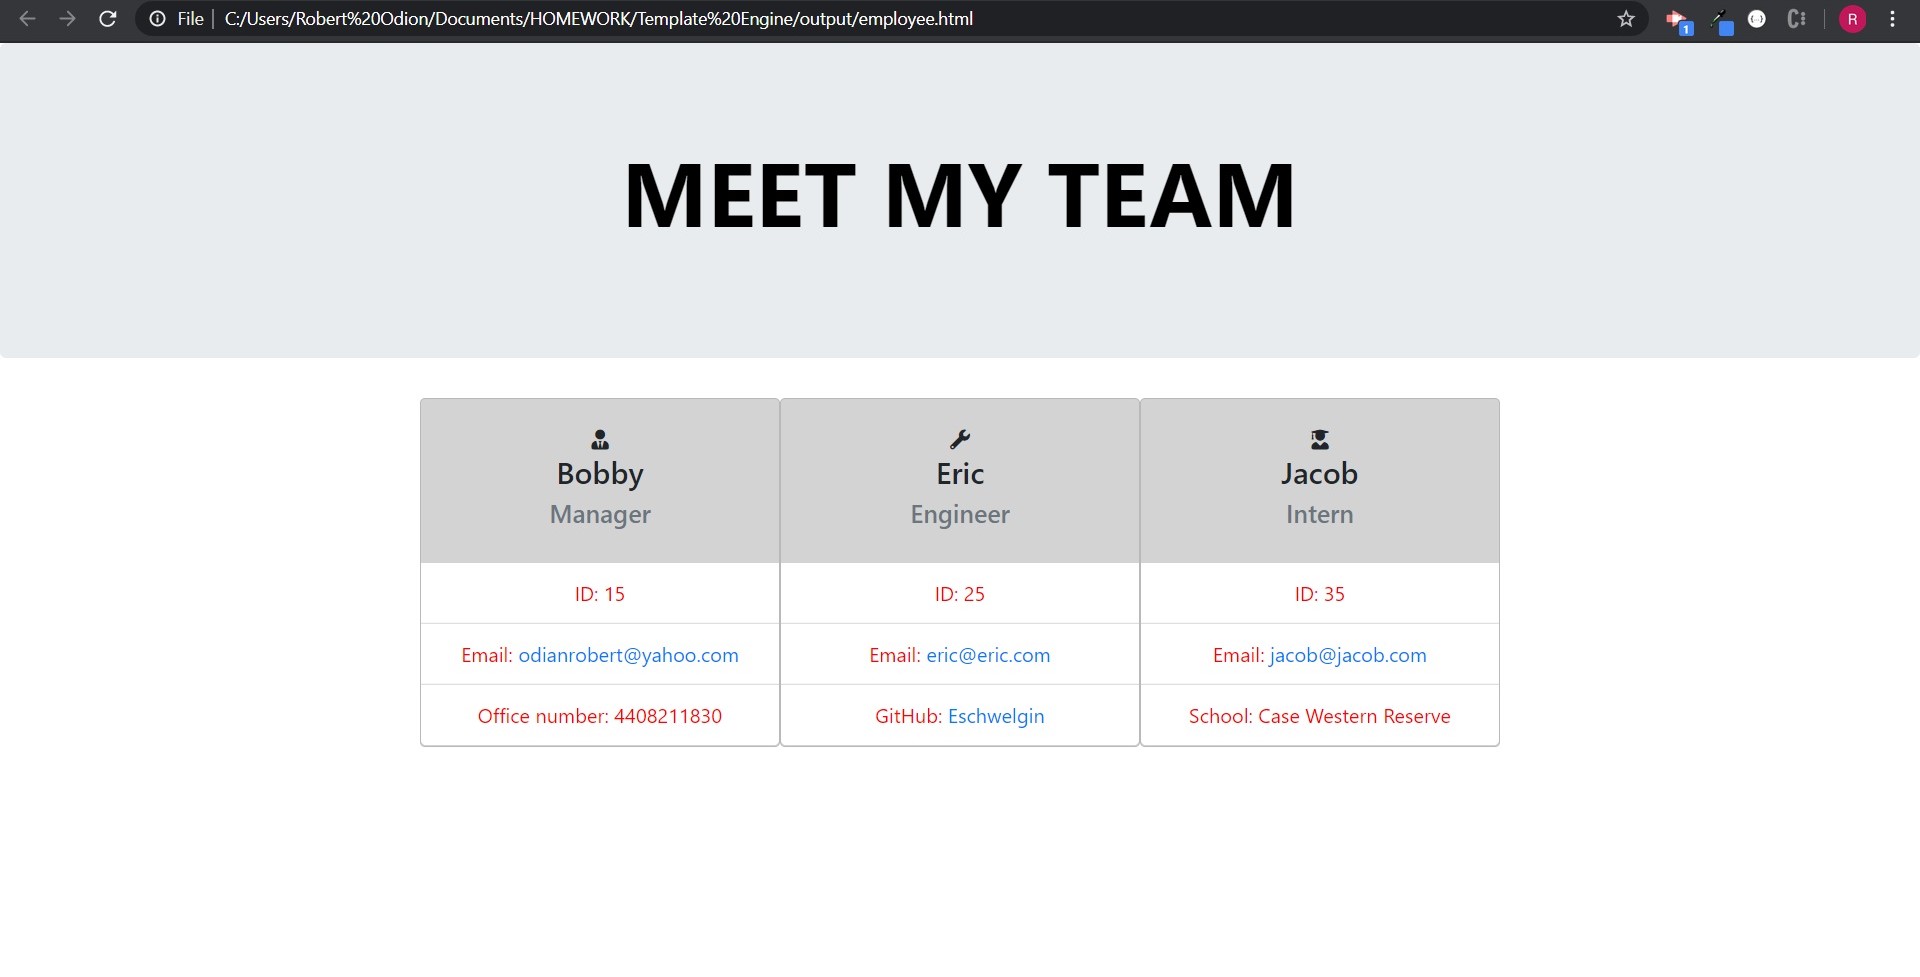 File | C:/Users/Robert%20Odion/Documents/HOMEWORK/Template%20Engine/output/employee.html
1
R
MEET MY TEAM
Bobby
Manager
ID: 15
Email: odianrobert@yahoo.com
Office number: 4408211830
Eric
Engineer
ID: 25
Email: eric@eric.com
GitHub: Eschwelgin
Jacob
Intern
ID: 35
Email: jacob@jacob.com
School: Case Western Reserve